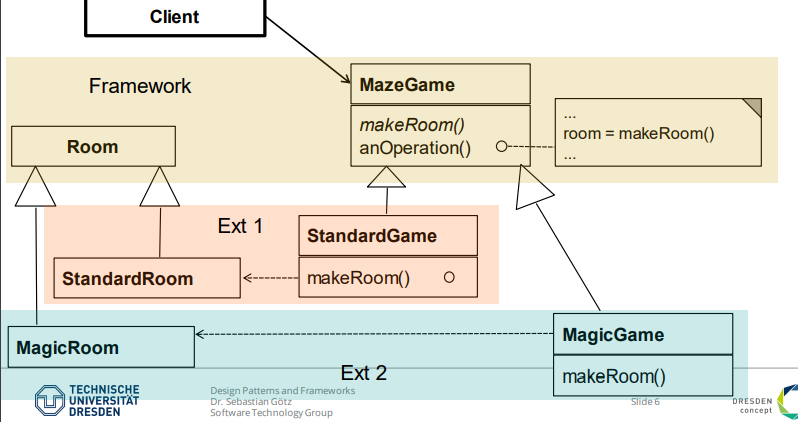 Client
Framework
MazeGame
makeRoom()
anOperation()
...
room = makeRoom()
...
Room
Ext 1
StandardGame
makeRoom()
StandardRoom
MagicRoom
MagicGame
makeRoom()
Ext 2
TECHNISCHE
UNIVERSITÄT
DRESDEN
Design Patterns and Frameworks
Dr. Sebastian Götz
Software Technology Group
Slide 6
DRESDEN
concept